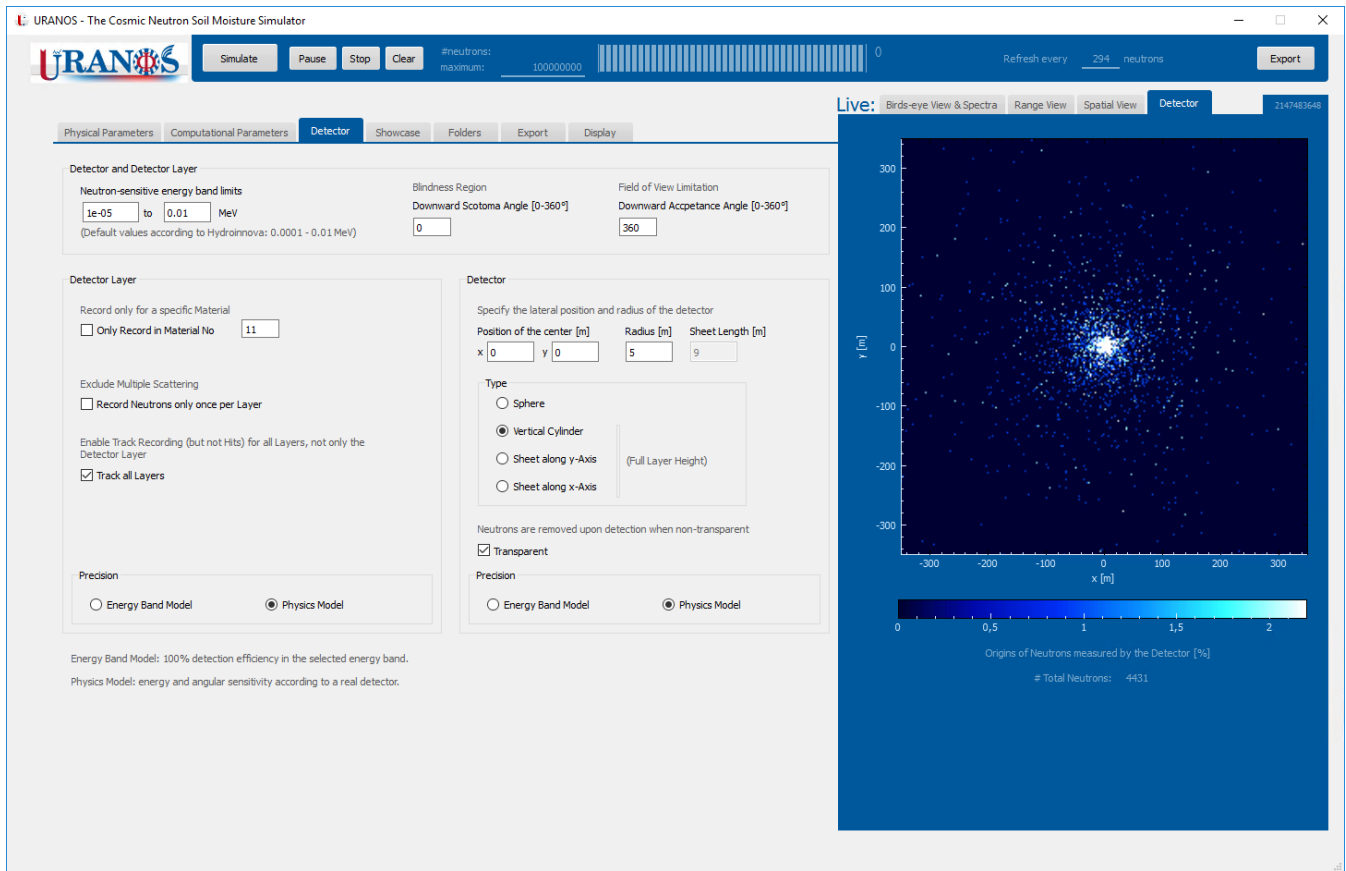 URANOS - The Cosmic Neutron Soil Moisture Simulator
URANOS
Simulate Pause Stop Clear
#neutrons:
maximum: 100000000
0
Refresh every 294 neutrons
Export
Live: Birds-eye View & Spectra Range View Spatial View Detector 2147483648
Physical Parameters Computational Parameters Detector Showcase Folders Export Display
Detector and Detector Layer
Neutron-sensitive energy band limits
1e-05 to 0.01 MeV
(Default values according to Hydroinnova: 0.0001 - 0.01 MeV)
Blindness Region
Downward Scotoma Angle [0-360°]
0
Field of View Limitation
Downward Accpetance Angle [0-360°]
360
Detector Layer
Record only for a specific Material
Only Record in Material No 11
Exclude Multiple Scattering
Record Neutrons only once per Layer
Enable Track Recording (but not Hits) for all Layers, not only the
Detector Layer
Track all Layers
Precision
Energy Band Model Physics Model
Detector
Specify the lateral position and radius of the detector
Position of the center [m] Radius [m] Sheet Length [m]
x 0 y 0 5 9
Type
Sphere
Vertical Cylinder
Sheet along y-Axis
(Full Layer Height)
Sheet along x-Axis
Neutrons are removed upon detection when non-transparent
Transparent
Precision
Energy Band Model Physics Model
Energy Band Model: 100% detection efficiency in the selected energy band.
Physics Model: energy and angular sensitivity according to a real detector.
300
200
100
0
-100
-200
-300
y [m]
-300 -200 -100 0 100 200 300
x [m]
0 0,5 1 1,5 2
Origins of Neutrons measured by the Detector [%]
# Total Neutrons: 4431